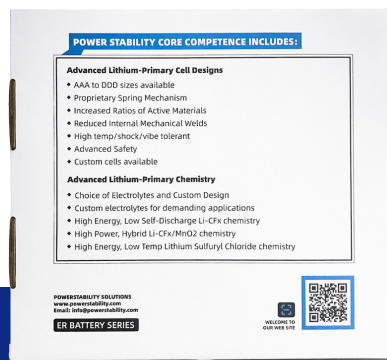 POWER STABILITY CORE COMPETENCE INCLUDES:
Advanced Lithium-Primary Cell Designs
◆ AAA to DDD sizes available
◆ Proprietary Spring Mechanism
◆ Increased Ratios of Active Materials
◆ Reduced Internal Mechanical Welds
◆ High temp/shock/vibe tolerant
◆ Advanced Safety
◆ Custom cells available
Advanced Lithium-Primary Chemistry
◆ Choice of Electrolytes and Custom Design
◆ Custom electrolytes for demanding applications
◆ High Energy, Low Self-Discharge Li-CFx chemistry
◆ High Power, Hybrid Li-CFx/MnO2 chemistry
◆ High Energy, Low Temp Lithium Sulfuryl Chloride chemistry
POWERSTABILITY SOLUTIONS
www.powerstability.com
Email: info@powerstability.com
ER BATTERY SERIES
WELCOME TO
OUR WEB SITE